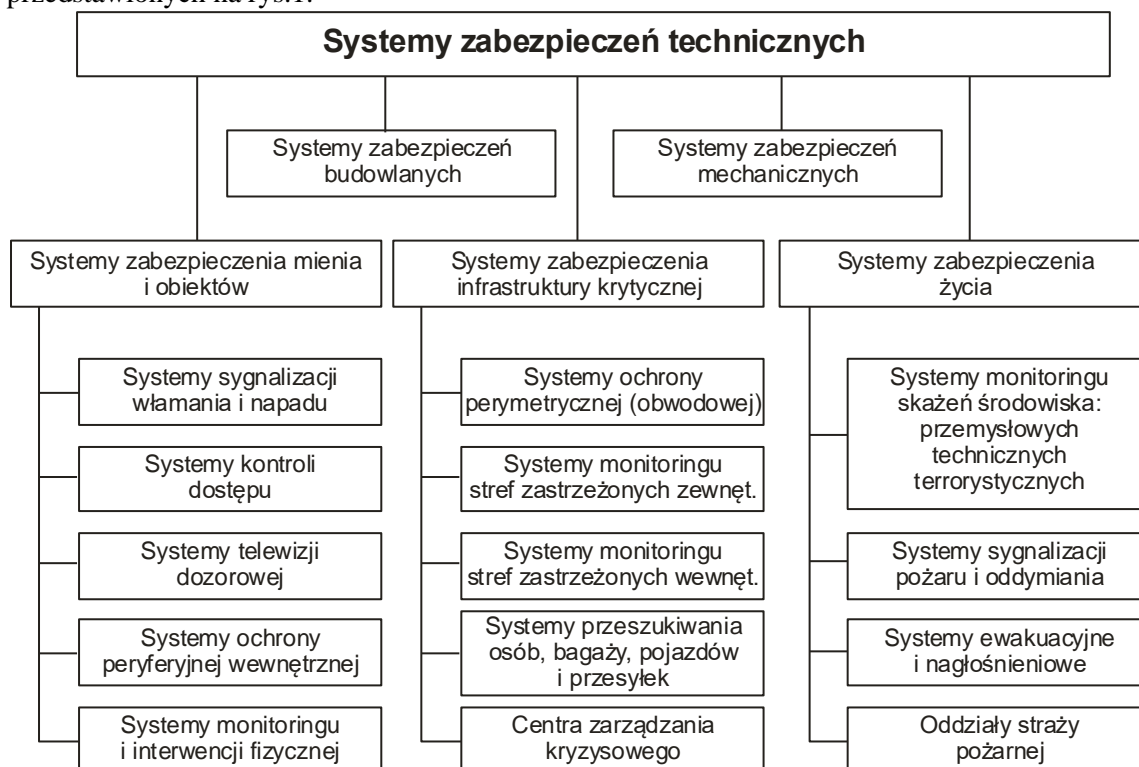 przedstawionych na rys.1.
Systemy zabezpieczeń technicznych
Systemy zabezpieczeń
budowlanych
Systemy zabezpieczeń
mechanicznych
Systemy zabezpieczenia mienia
i obiektów
Systemy zabezpieczenia
infrastruktury krytycznej
Systemy zabezpieczenia
życia
Systemy sygnalizacji
włamania i napadu
Systemy kontroli
dostępu
Systemy telewizji
dozorowej
Systemy ochrony
peryferyjnej wewnętrznej
Systemy monitoringu
i interwencji fizycznej
Systemy ochrony
perymetrycznej (obwodowej)
Systemy monitoringu
stref zastrzeżonych zewnęt.
Systemy monitoringu
stref zastrzeżonych wewnęt.
Systemy przeszukiwania
osób, bagaży, pojazdów
i przesyłek
Centra zarządzania
kryzysowego
Systemy monitoringu
skażeń środowiska:
przemysłowych
technicznych
terrorystycznych
Systemy sygnalizacji
pożaru i oddymiania
Systemy ewakuacyjne
i nagłośnieniowe
Oddziały straży
pożarnej